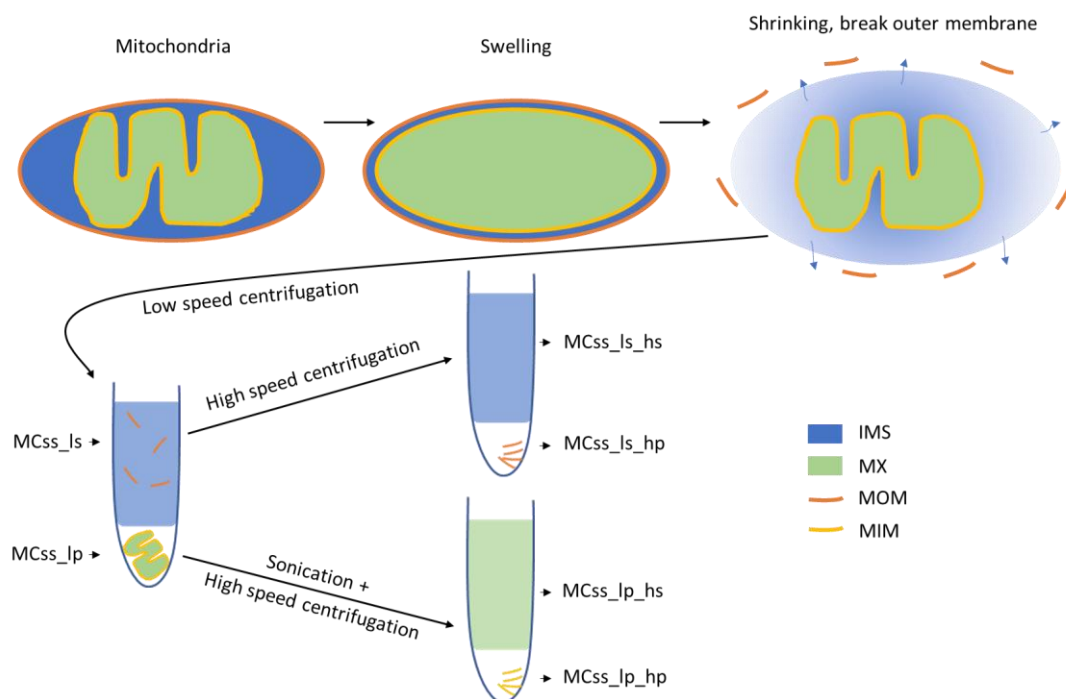 Mitochondria
Swelling
Shrinking, break outer membrane
Low speed centrifugation
High speed centrifugation
MCss_ls_hs
MCss_ls
MCss_ls_hp
IMS
MX
MOM
MIM
MCss_lp
Sonication +
High speed centrifugation
MCss_lp_hs
MCss_lp_hp